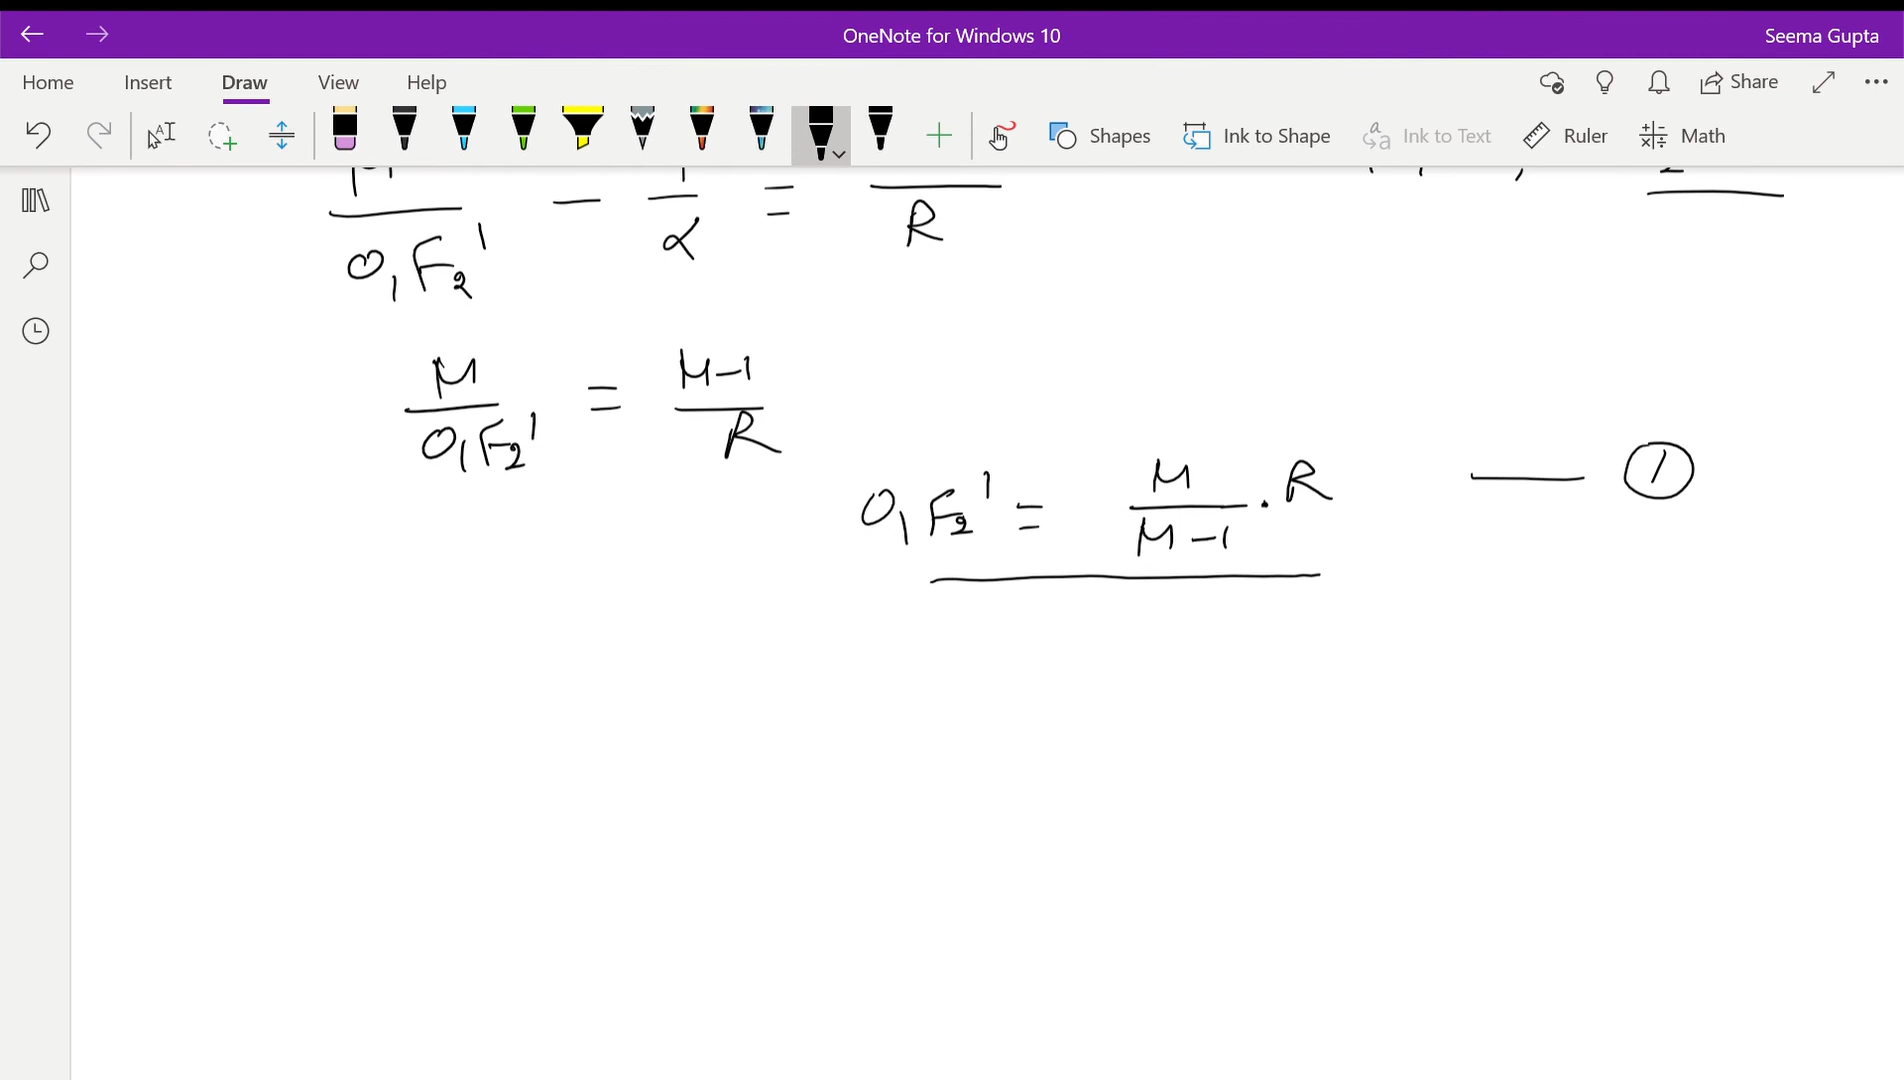 OneNote for Windows 10
Seema Gupta
Home Insert Draw View Help Share
Shapes Ink to Shape Ink to Text Ruler Math
μ/O₁F₂' − 1/α = /R
μ/O₁F₂' = μ−1/R
O₁F₂' = μ/μ−1 · R —— ①